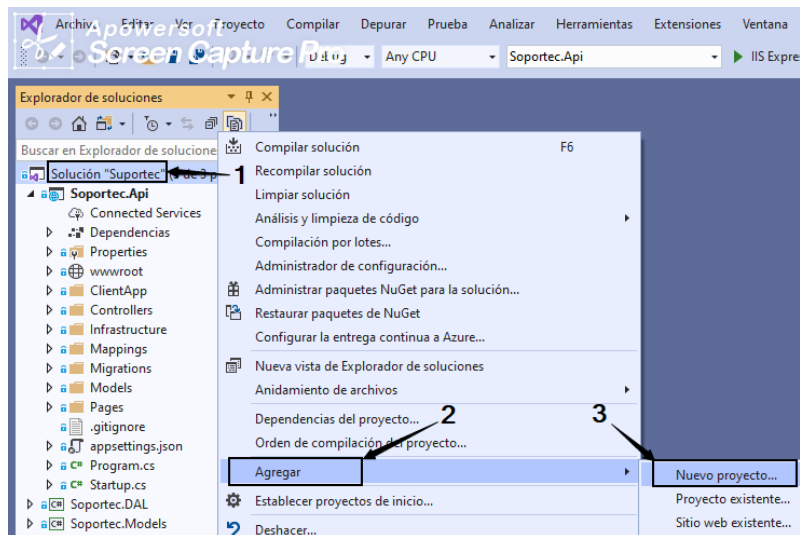 Archivo Editar Ver Proyecto Compilar Depurar Prueba Analizar Herramientas Extensiones Ventana
Apowersoft
Screen Capture Pro
Debug Any CPU Soportec.Api IIS Expre
Explorador de soluciones
Buscar en Explorador de solucione
Solución "Suportec" (3 de 3 p
1
Soportec.Api
Connected Services
Dependencias
Properties
wwwroot
ClientApp
Controllers
Infrastructure
Mappings
Migrations
Models
Pages
.gitignore
appsettings.json
C# Program.cs
C# Startup.cs
C# Soportec.DAL
C# Soportec.Models
Compilar solución F6
Recompilar solución
Limpiar solución
Análisis y limpieza de código
Compilación por lotes...
Administrador de configuración...
Administrar paquetes NuGet para la solución...
Restaurar paquetes de NuGet
Configurar la entrega continua a Azure...
Nueva vista de Explorador de soluciones
Anidamiento de archivos
Dependencias del proyecto...
2
Orden de compilación del proyecto...
Agregar
Establecer proyectos de inicio...
Deshacer...
3
Nuevo proyecto...
Proyecto existente...
Sitio web existente...